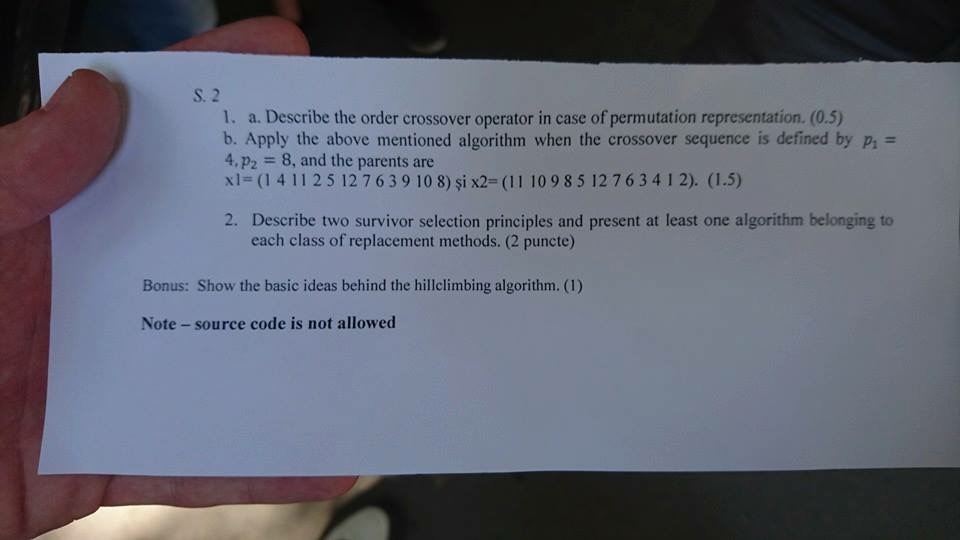 S. 2
1. a. Describe the order crossover operator in case of permutation representation. (0.5)
b. Apply the above mentioned algorithm when the crossover sequence is defined by p₁ =
4, p₂ = 8, and the parents are
x1= (1 4 11 2 5 12 7 6 3 9 10 8) și x2= (11 10 9 8 5 12 7 6 3 4 1 2). (1.5)
2. Describe two survivor selection principles and present at least one algorithm belonging to
each class of replacement methods. (2 puncte)
Bonus: Show the basic ideas behind the hillclimbing algorithm. (1)
Note – source code is not allowed